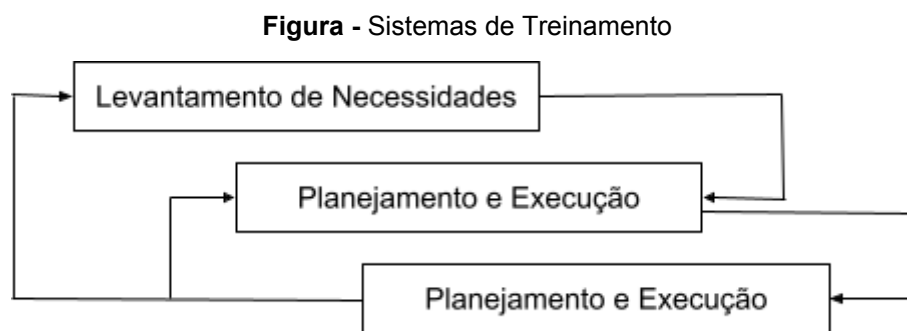 Figura - Sistemas de Treinamento
Levantamento de Necessidades
Planejamento e Execução
Planejamento e Execução